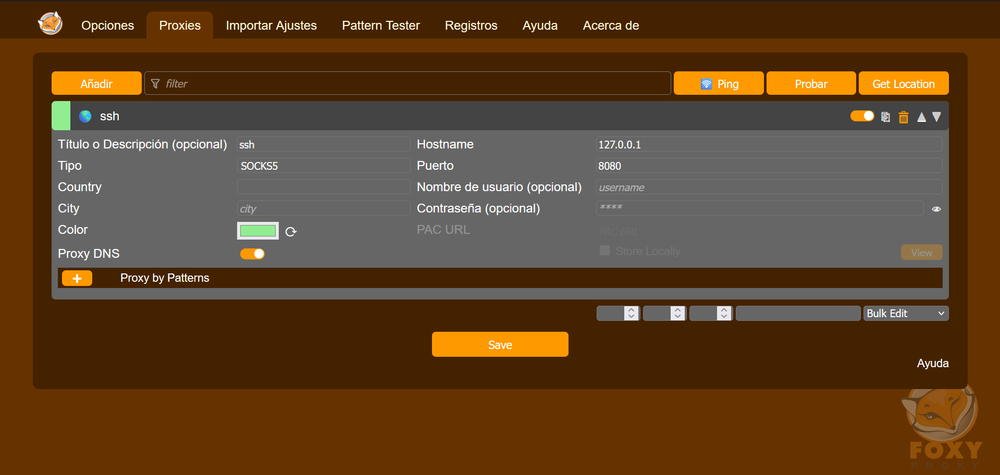 Opciones Proxies Importar Ajustes Pattern Tester Registros Ayuda Acerca de
Añadir filter Ping Probar Get Location
ssh
Título o Descripción (opcional) ssh Hostname 127.0.0.1
Tipo SOCKS5 Puerto 8080
Country Nombre de usuario (opcional) username
City city Contraseña (opcional) ****
Color PAC URL PAC URL
Proxy DNS Store Locally View
+ Proxy by Patterns
Bulk Edit
Save
Ayuda
FOXY
PROXY